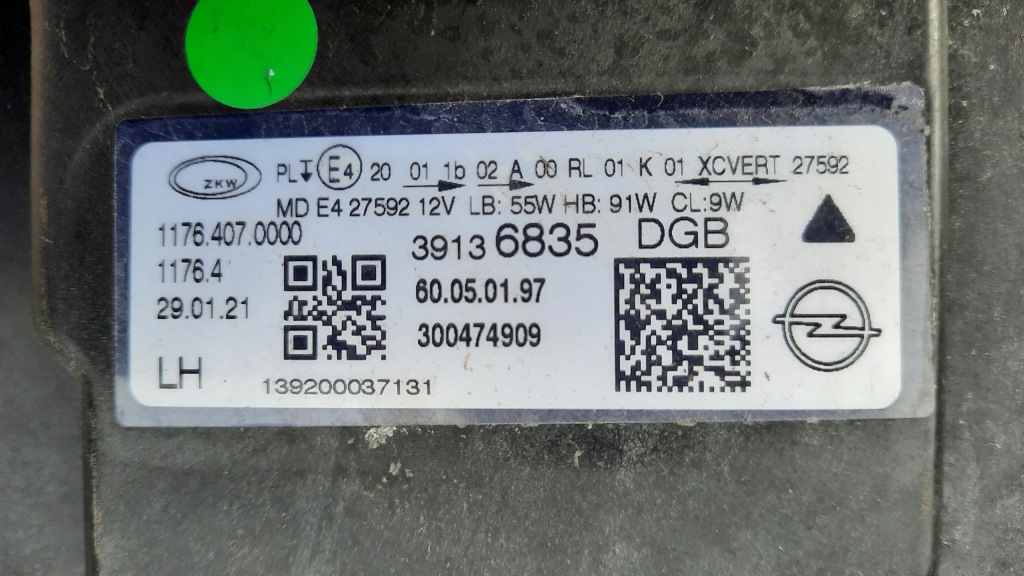 ZKW PL E4 20 01 1b 02 A 00 RL 01 K 01 XCVERT 27592
MD E4 27592 12V LB: 55W HB: 91W CL:9W
1176.407.0000
39136835 DGB
1176.4
60.05.01.97
29.01.21
300474909
LH
139200037131